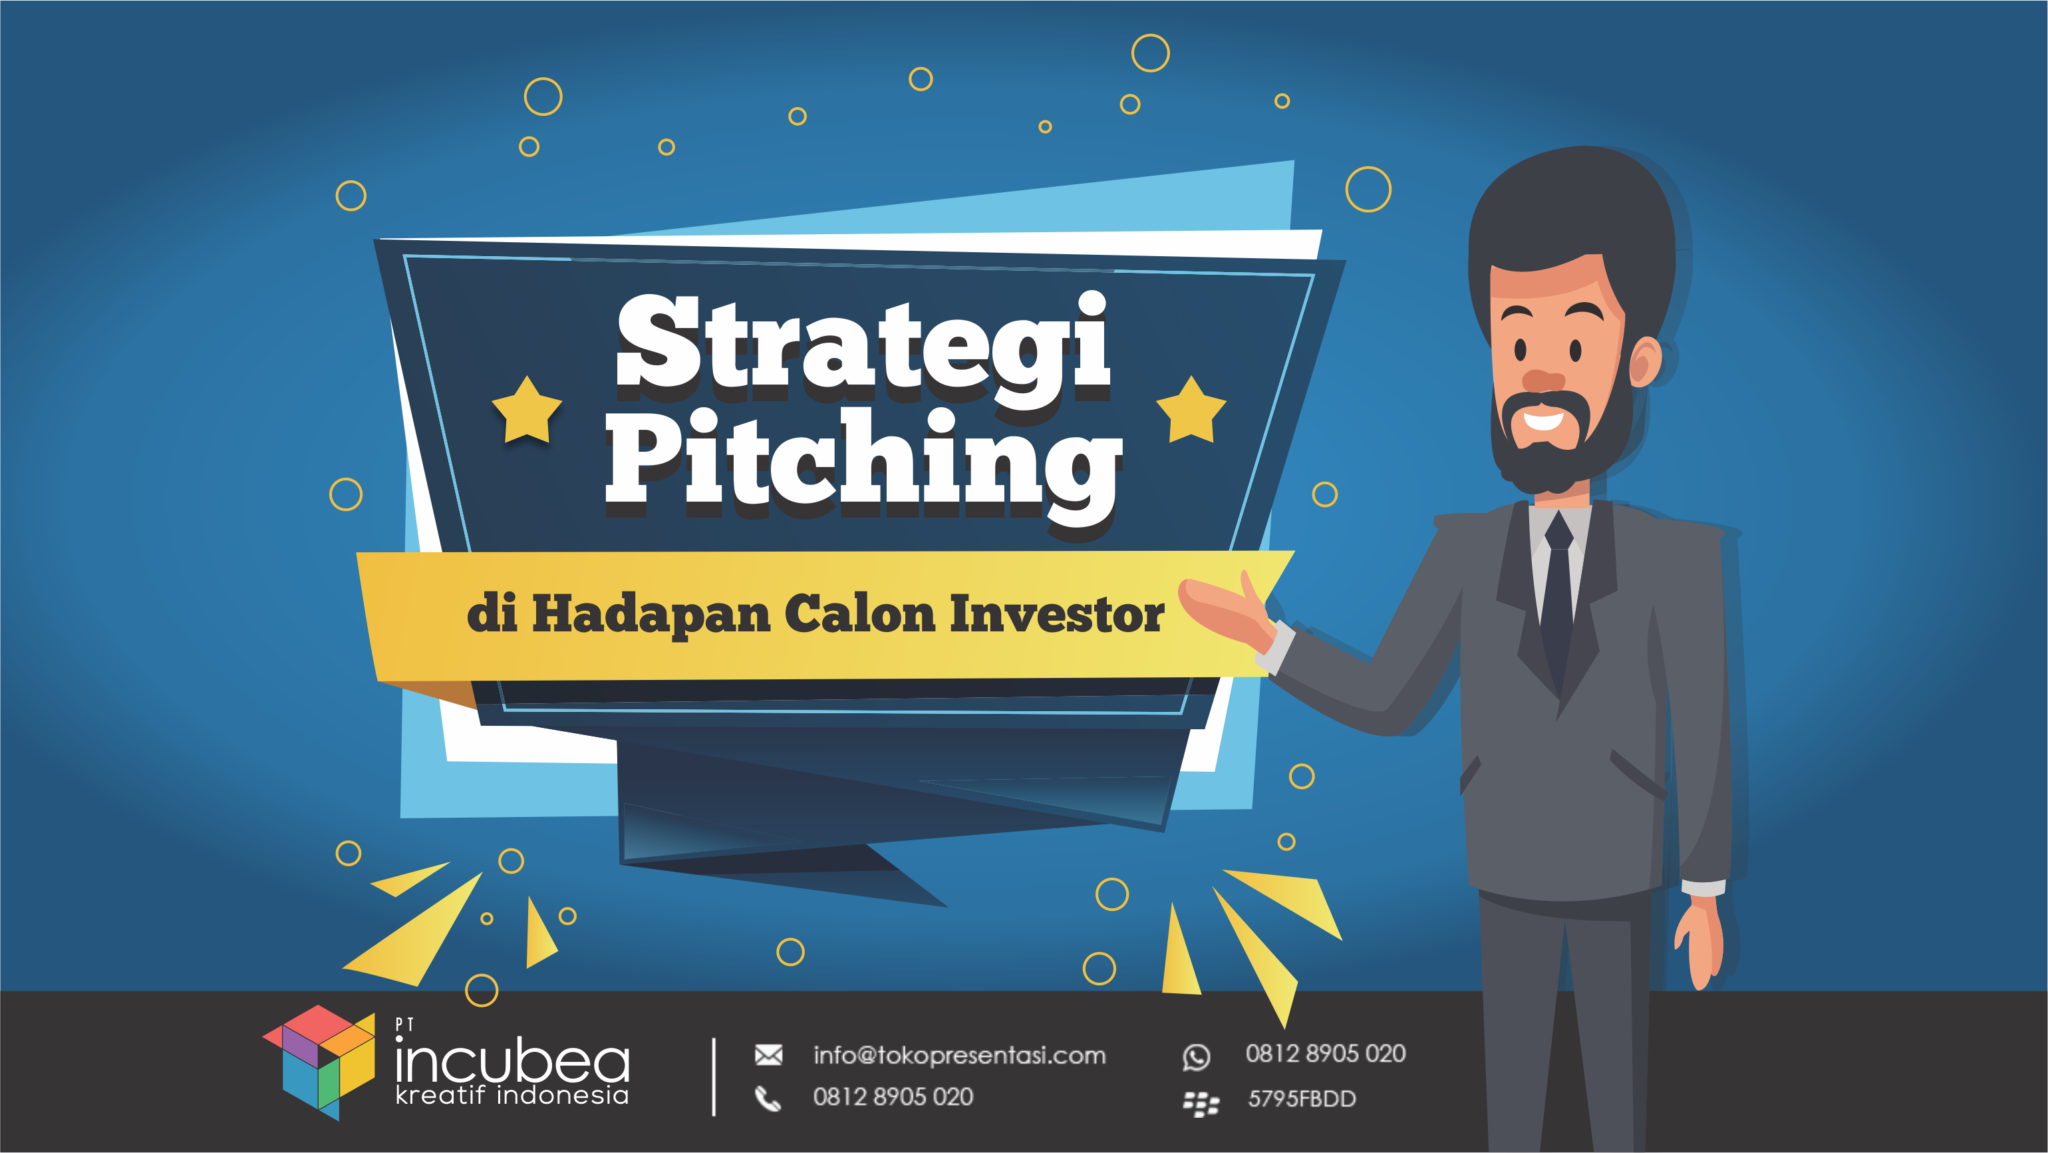 Strategi
Pitching
di Hadapan Calon Investor
PT
incubea
kreatif indonesia
info@tokopresentasi.com
0812 8905 020
0812 8905 020
5795FBDD